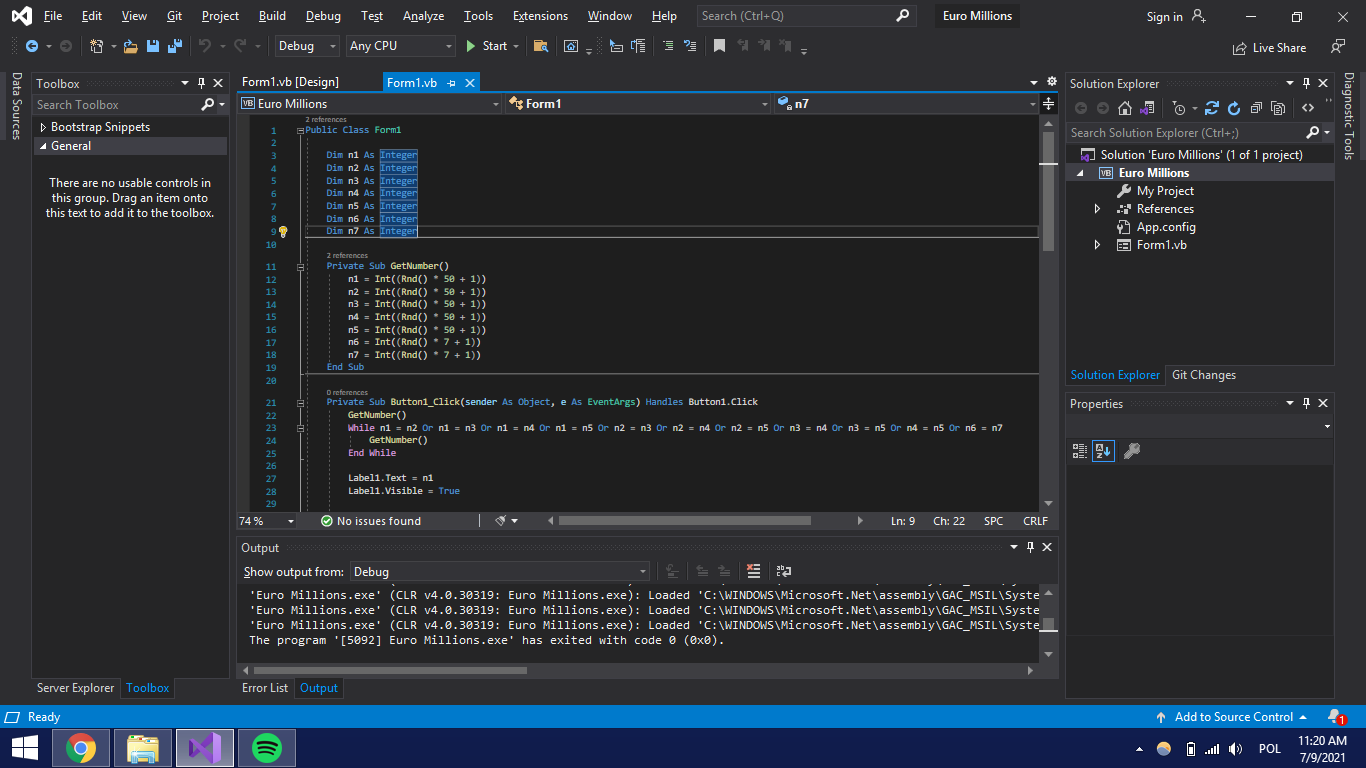 File Edit View Git Project Build Debug Test Analyze Tools Extensions Window Help Search (Ctrl+Q) Euro Millions Sign in
Debug Any CPU Start Live Share
Data Sources
Toolbox
Search Toolbox
Bootstrap Snippets
General
There are no usable controls in
this group. Drag an item onto
this text to add it to the toolbox.
Server Explorer Toolbox
Form1.vb [Design] Form1.vb
VB Euro Millions Form1 n7
2 references
1 Public Class Form1
2
3 Dim n1 As Integer
4 Dim n2 As Integer
5 Dim n3 As Integer
6 Dim n4 As Integer
7 Dim n5 As Integer
8 Dim n6 As Integer
9 Dim n7 As Integer
10
2 references
11 Private Sub GetNumber()
12 n1 = Int((Rnd() * 50 + 1))
13 n2 = Int((Rnd() * 50 + 1))
14 n3 = Int((Rnd() * 50 + 1))
15 n4 = Int((Rnd() * 50 + 1))
16 n5 = Int((Rnd() * 50 + 1))
17 n6 = Int((Rnd() * 7 + 1))
18 n7 = Int((Rnd() * 7 + 1))
19 End Sub
20
0 references
21 Private Sub Button1_Click(sender As Object, e As EventArgs) Handles Button1.Click
22 GetNumber()
23 While n1 = n2 Or n1 = n3 Or n1 = n4 Or n1 = n5 Or n2 = n3 Or n2 = n4 Or n2 = n5 Or n3 = n4 Or n3 = n5 Or n4 = n5 Or n6 = n7
24 GetNumber()
25 End While
26
27 Label1.Text = n1
28 Label1.Visible = True
29
74 % No issues found Ln: 9 Ch: 22 SPC CRLF
Output
Show output from: Debug
'Euro Millions.exe' (CLR v4.0.30319: Euro Millions.exe): Loaded 'C:\WINDOWS\Microsoft.Net\assembly\GAC_MSIL\Syste
'Euro Millions.exe' (CLR v4.0.30319: Euro Millions.exe): Loaded 'C:\WINDOWS\Microsoft.Net\assembly\GAC_MSIL\Syste
'Euro Millions.exe' (CLR v4.0.30319: Euro Millions.exe): Loaded 'C:\WINDOWS\Microsoft.Net\assembly\GAC_MSIL\Syste
The program '[5092] Euro Millions.exe' has exited with code 0 (0x0).
Error List Output
Solution Explorer
Search Solution Explorer (Ctrl+;)
Solution 'Euro Millions' (1 of 1 project)
VB Euro Millions
My Project
References
App.config
Form1.vb
Solution Explorer Git Changes
Properties
Diagnostic Tools
Ready Add to Source Control 1
POL 11:20 AM
7/9/2021